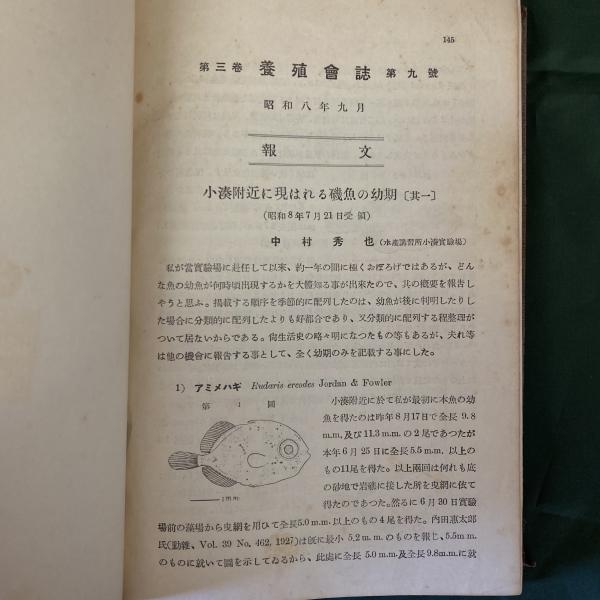 145
第三卷 養殖會誌 第九號
昭和八年九月
報文
小湊附近に現はれる磯魚の幼期〔其一〕
(昭和8年7月21日受領)
中村秀也(水產講習所小湊實驗場)
私が當實驗場に赴任して以來、約一年の間に極くおぼろげではあるが、どん
な魚の幼魚が何時頃出現するかを大體知る事が出來たので、其の概要を報告し
やうと思ふ。揭載する順序を季節的に配列したのは、幼魚が後に判明したりし
た場合に分類的に配列したよりも好都合であり、又分類的に配列する程整理が
ついて居ないからである。尙生活史の略々明になつたもの等もあるが、夫れ等
は他の機會に報告する事として、全く幼期のみを記載する事にした。
1) アミメハギ Rudaris ercodes Jordan & Fowler
第1圖
1mm
小湊附近に於て私が最初に本魚の幼
魚を得たのは昨年8月17日で全長9.8
m.m.及び11.3m.m.の2尾であつたが
本年6月25日に全長5.5m.m.以上の
もの11尾を得た。以上兩回は何れも底
の砂地で岩礁に接した所を曳網に依て
得たのであつた。然るに6月30日實驗
場前の藻場から曳網を用ひて全長5.0m.m.以上のもの4尾を得た。內田惠太郞
氏(動雜、Vol. 39 No. 462, 1927)は旣に最小5.2m.m.のものを報じ、5.5m.m.
のものに就いて圖を示してゐるから、此處に全長5.0m.m.及全長9.8m.m.に就